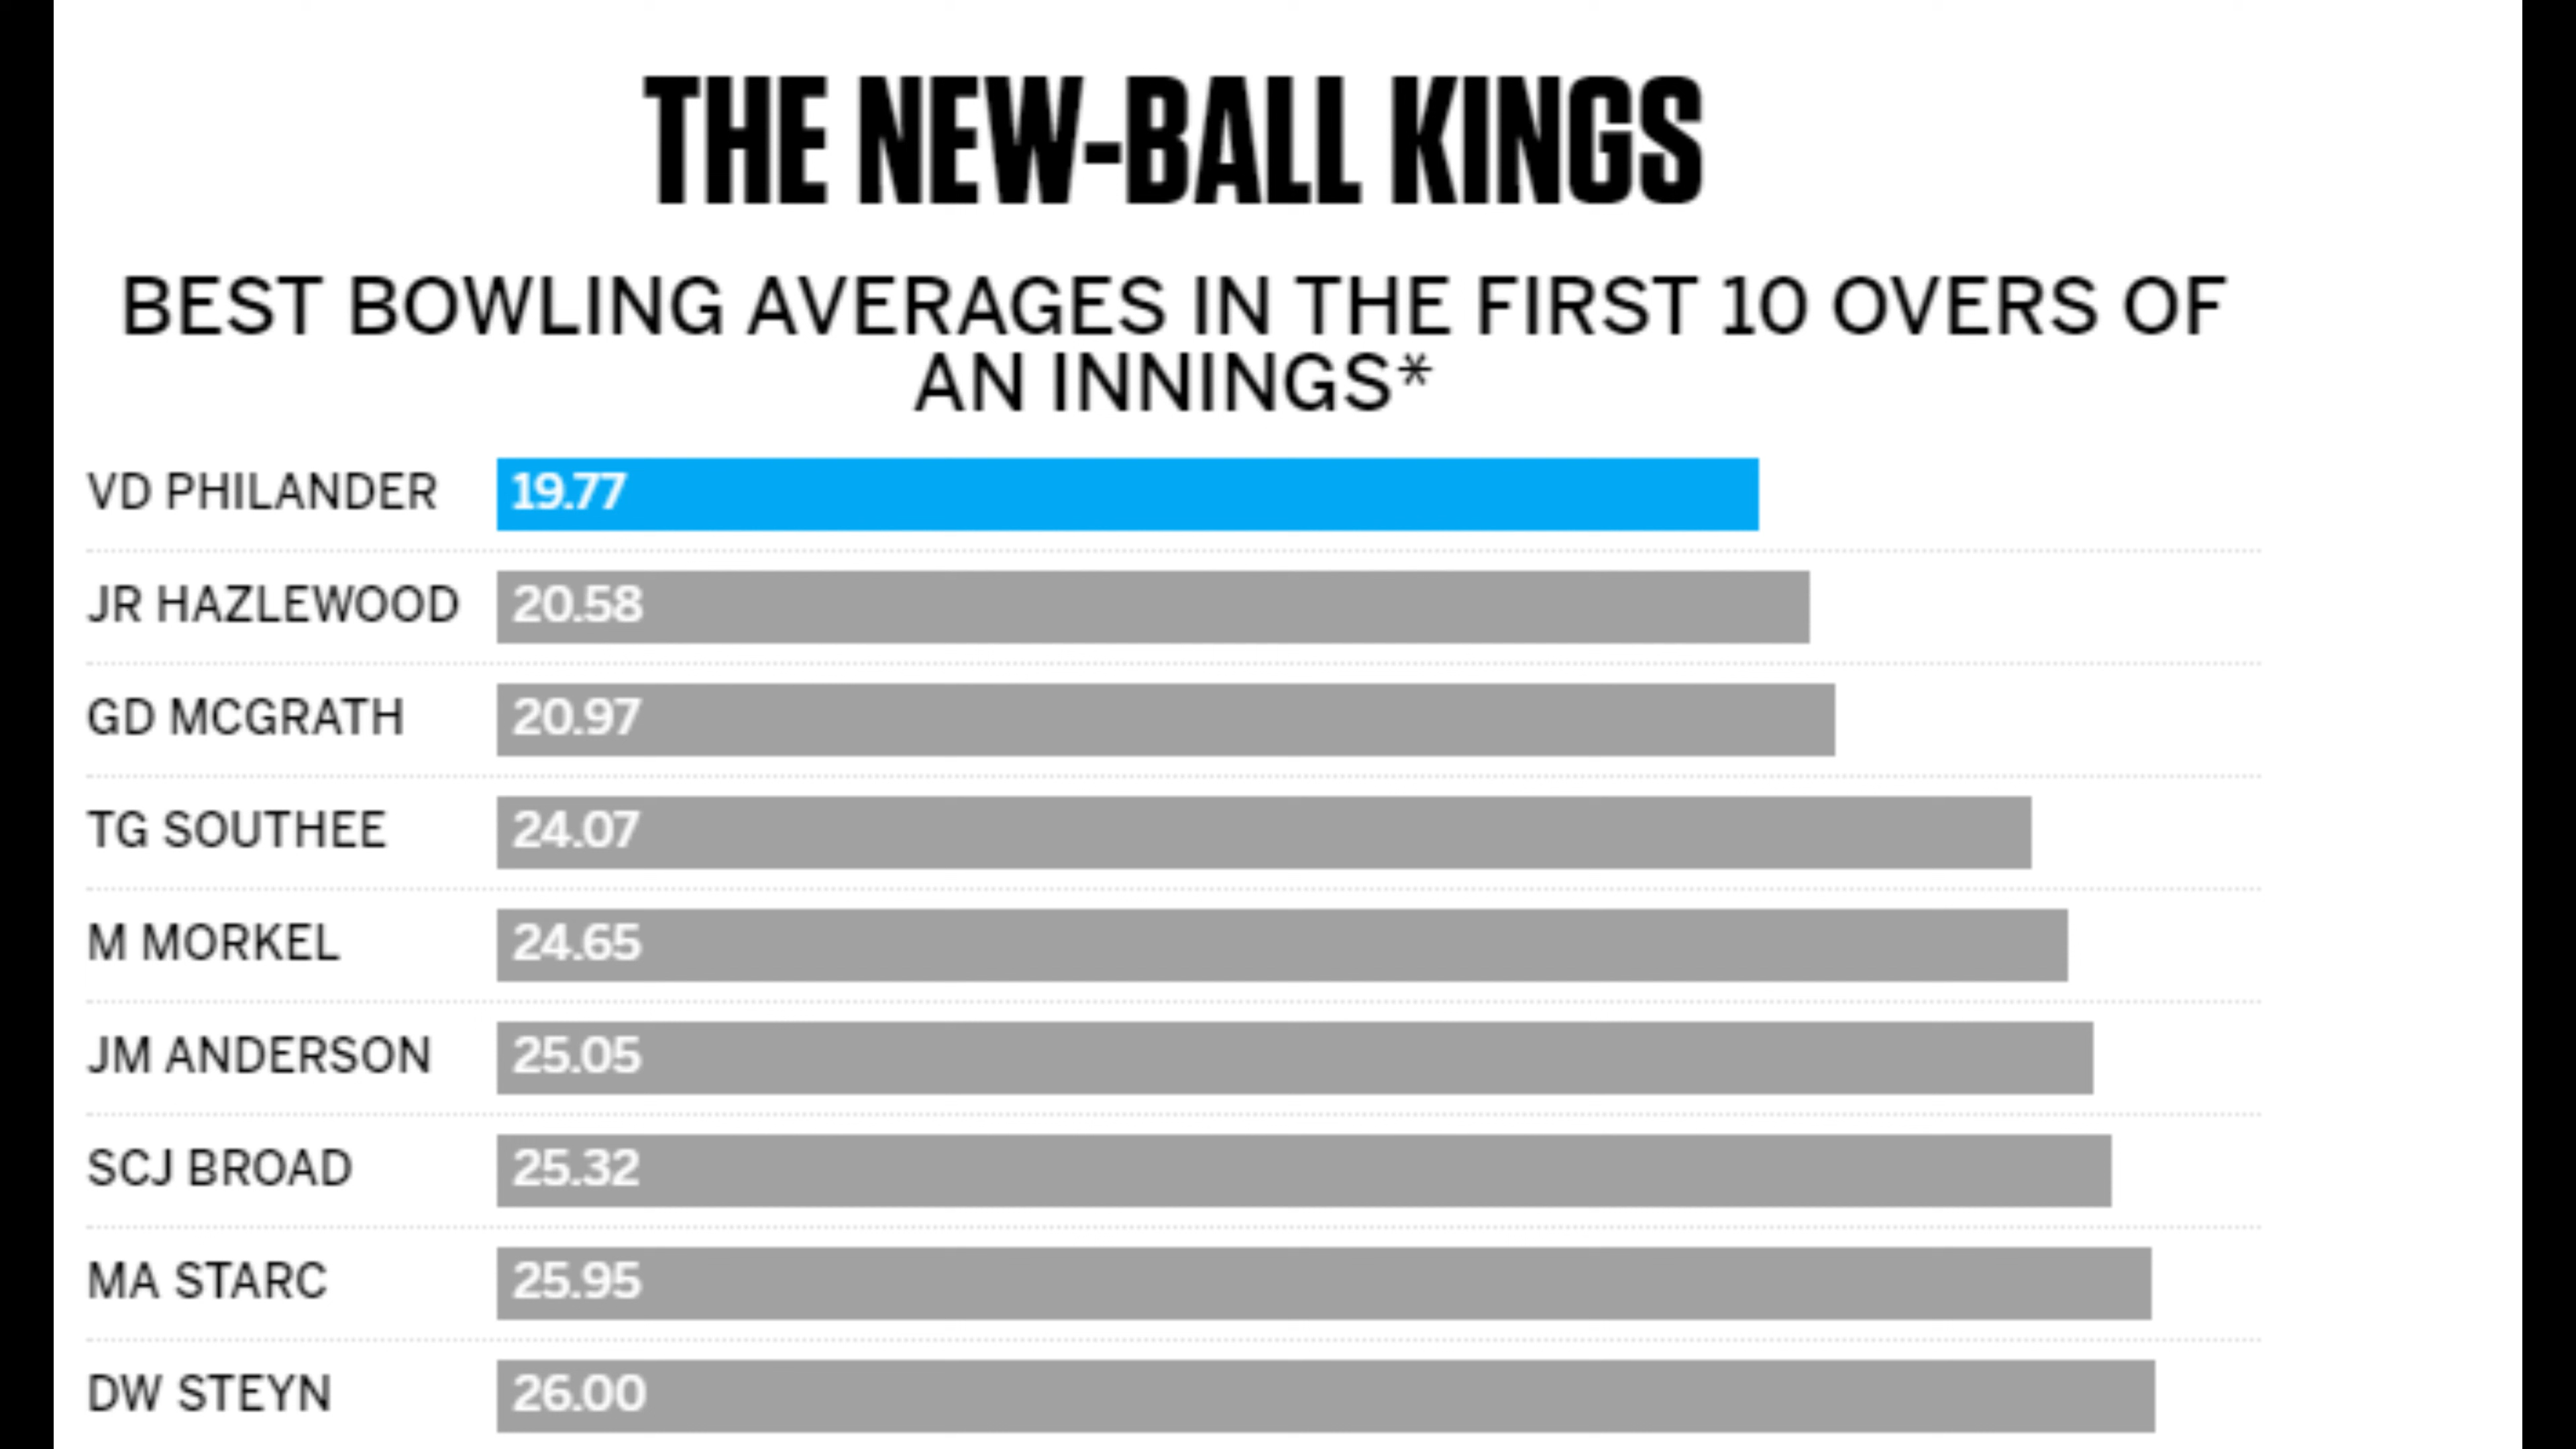 THE NEW-BALL KINGS
BEST BOWLING AVERAGES IN THE FIRST 10 OVERS OF
AN INNINGS*
VD PHILANDER 19.77
JR HAZLEWOOD 20.58
GD MCGRATH 20.97
TG SOUTHEE 24.07
M MORKEL 24.65
JM ANDERSON 25.05
SCJ BROAD 25.32
MA STARC 25.95
DW STEYN 26.00